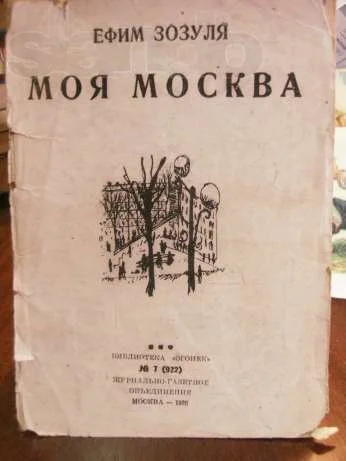 ЕФИМ ЗОЗУЛЯ
МОЯ МОСКВА
БИБЛИОТЕКА «ОГОНЕК»
№ 7 (922)
ЖУРНАЛЬНО-ГАЗЕТНОЕ
ОБЪЕДИНЕНИЕ
МОСКВА —